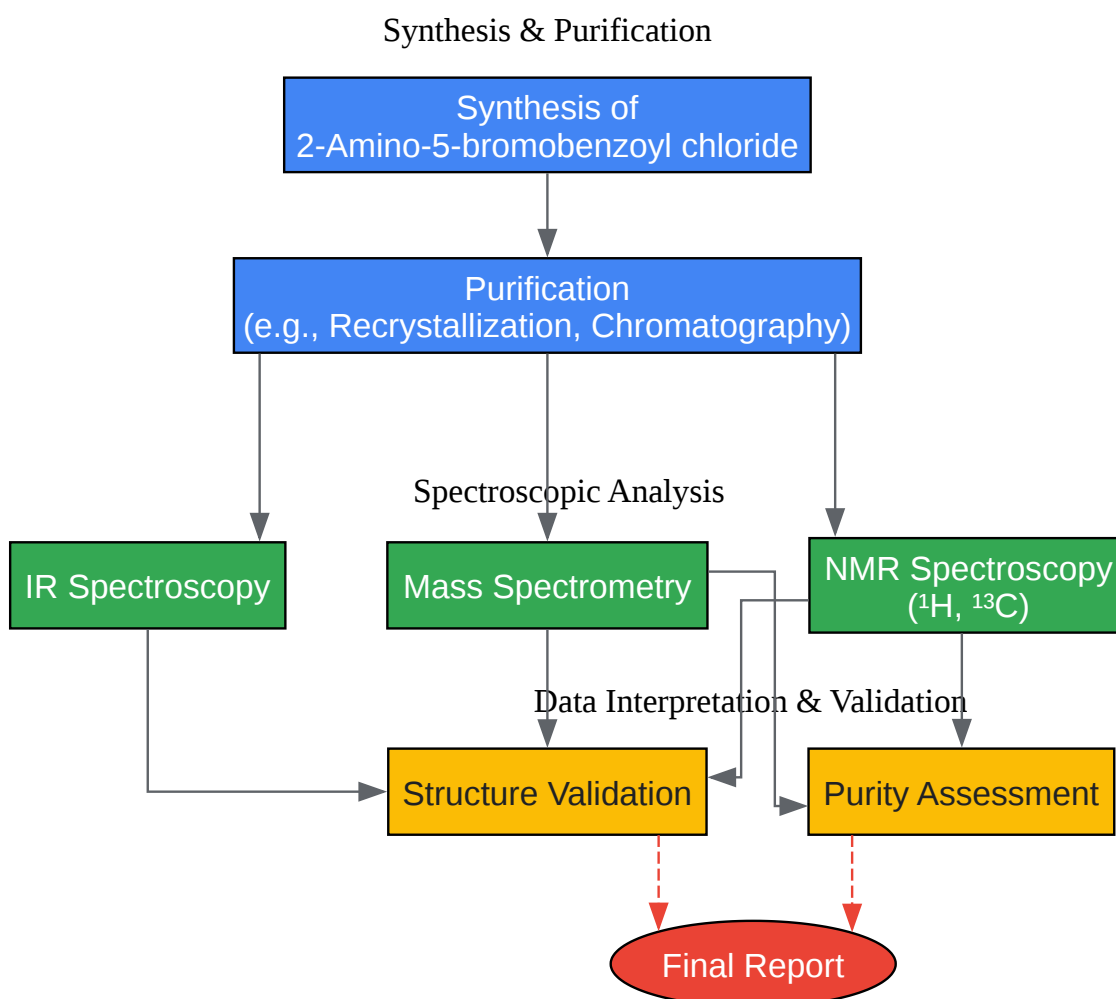 Synthesis & Purification
Synthesis of
2-Amino-5-bromobenzoyl chloride
Purification
(e.g., Recrystallization, Chromatography)
Spectroscopic Analysis
IR Spectroscopy
Mass Spectrometry
NMR Spectroscopy
(¹H, ¹³C)
Data Interpretation & Validation
Structure Validation
Purity Assessment
Final Report